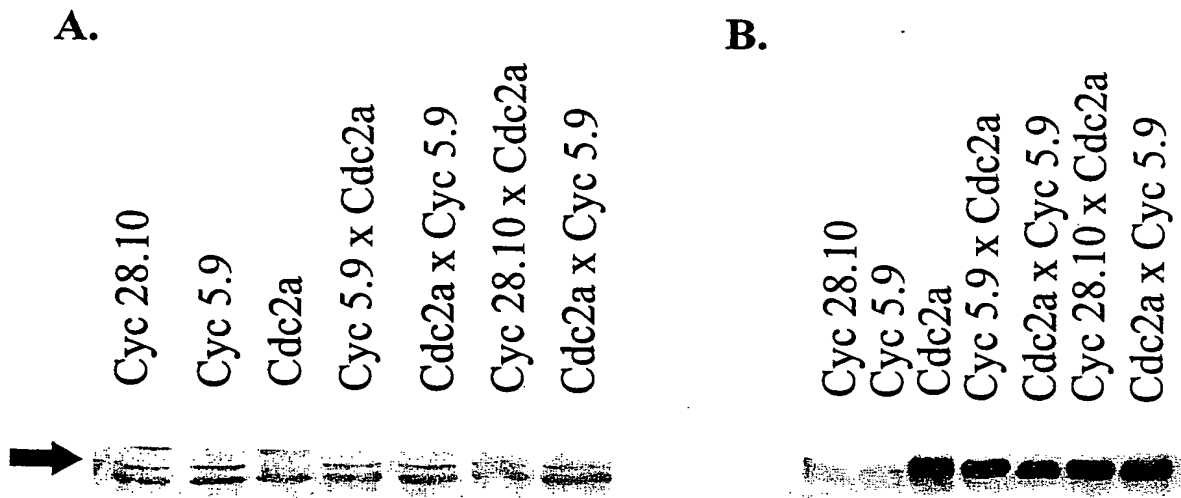 A.
Cyc 28.10
Cyc 5.9
Cdc2a
Cyc 5.9 x Cdc2a
Cdc2a x Cyc 5.9
Cyc 28.10 x Cdc2a
Cdc2a x Cyc 5.9
B.
Cyc 28.10
Cyc 5.9
Cdc2a
Cyc 5.9 x Cdc2a
Cdc2a x Cyc 5.9
Cyc 28.10 x Cdc2a
Cdc2a x Cyc 5.9